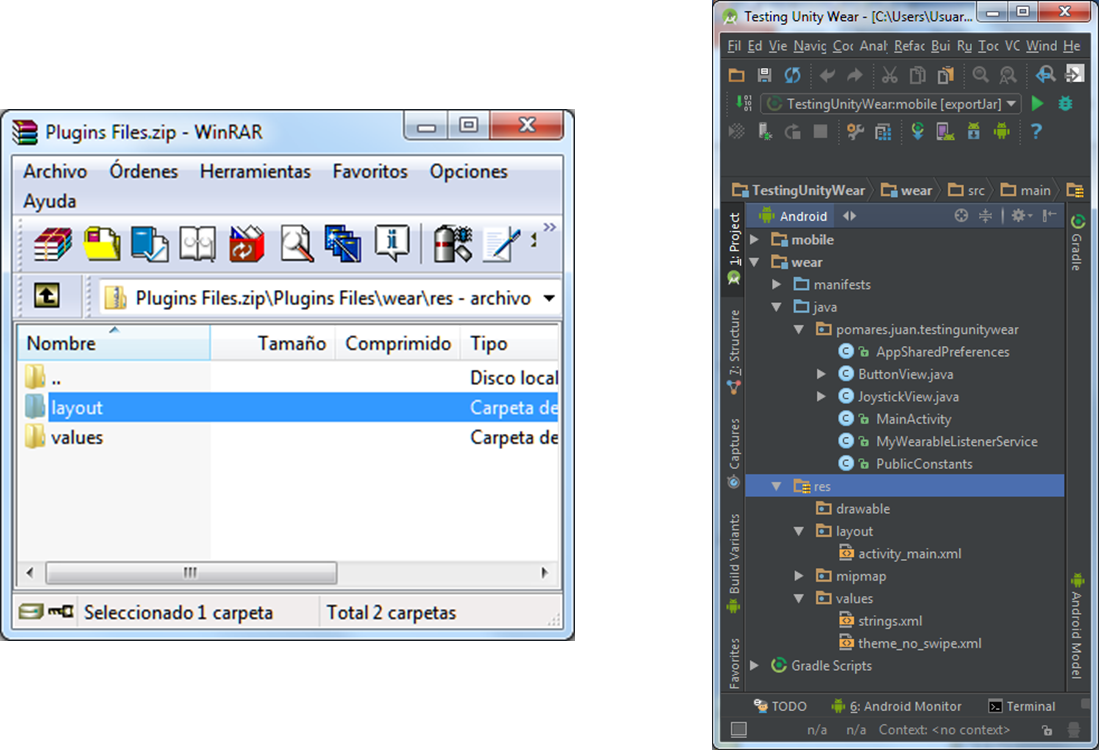 Plugins Files.zip - WinRAR
Archivo Órdenes Herramientas Favoritos Opciones
Ayuda
Plugins Files.zip\Plugins Files\wear\res - archivo
Nombre Tamaño Comprimido Tipo
.. Disco local
layout Carpeta de
values Carpeta de
Seleccionado 1 carpeta Total 2 carpetas
Testing Unity Wear - [C:\Users\Usuar...
Fil Ed Vie Navig Coc Anal Refac Bui Ru Toc VC Wind He
TestingUnityWear:mobile [exportJar]
TestingUnityWear wear src main
Android
mobile
wear
manifests
java
pomares.juan.testingunitywear
AppSharedPreferences
ButtonView.java
JoystickView.java
MainActivity
MyWearableListenerService
PublicConstants
res
drawable
layout
activity_main.xml
mipmap
values
strings.xml
theme_no_swipe.xml
Gradle Scripts
1: Project
7: Structure
Captures
Build Variants
Favorites
Gradle
Android Model
TODO 6: Android Monitor Terminal
n/a n/a Context: <no context>